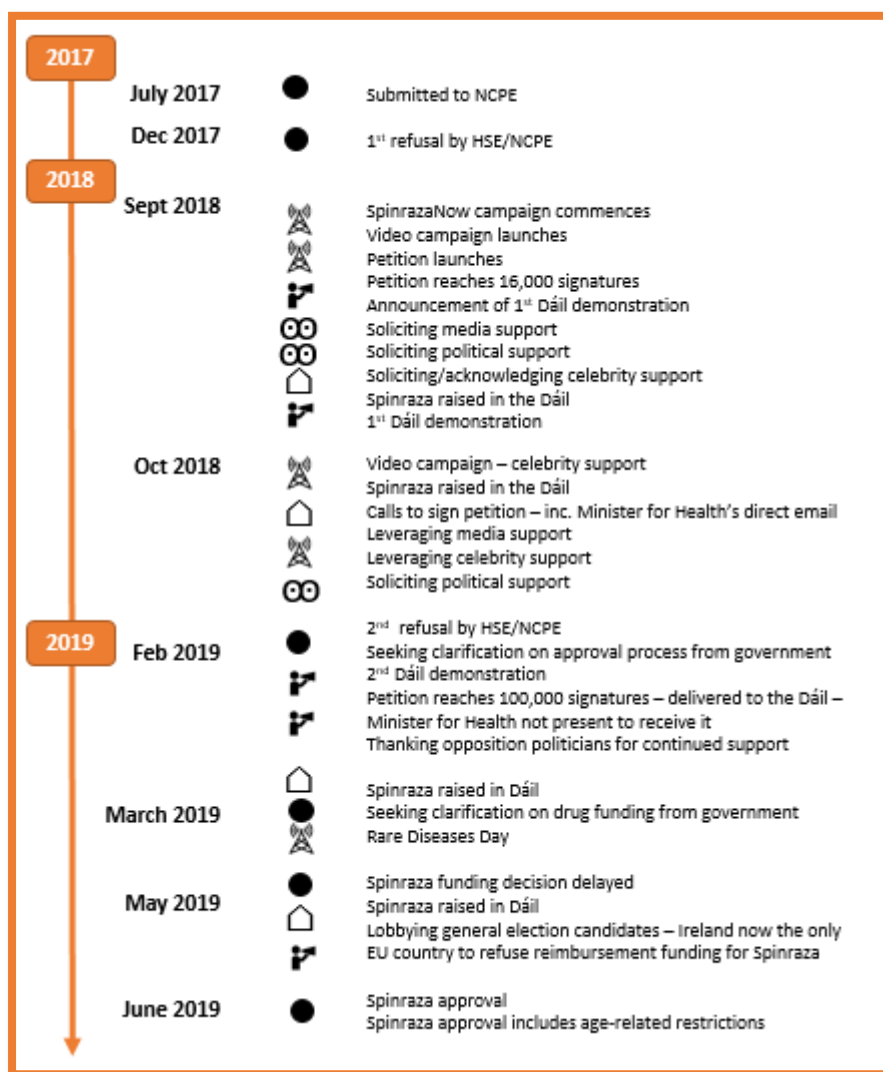 2017
July 2017
Submitted to NCPE
Dec 2017
1st refusal by HSE/NCPE
2018
Sept 2018
SpinrazaNow campaign commences
Video campaign launches
Petition launches
Petition reaches 16,000 signatures
Announcement of 1st Dáil demonstration
Soliciting media support
Soliciting political support
Soliciting/acknowledging celebrity support
Spinraza raised in the Dáil
1st Dáil demonstration
Oct 2018
Video campaign – celebrity support
Spinraza raised in the Dáil
Calls to sign petition – inc. Minister for Health's direct email
Leveraging media support
Leveraging celebrity support
Soliciting political support
2019
Feb 2019
2nd refusal by HSE/NCPE
Seeking clarification on approval process from government
2nd Dáil demonstration
Petition reaches 100,000 signatures – delivered to the Dáil –
Minister for Health not present to receive it
Thanking opposition politicians for continued support
March 2019
Spinraza raised in Dáil
Seeking clarification on drug funding from government
Rare Diseases Day
May 2019
Spinraza funding decision delayed
Spinraza raised in Dáil
Lobbying general election candidates – Ireland now the only
EU country to refuse reimbursement funding for Spinraza
June 2019
Spinraza approval
Spinraza approval includes age-related restrictions